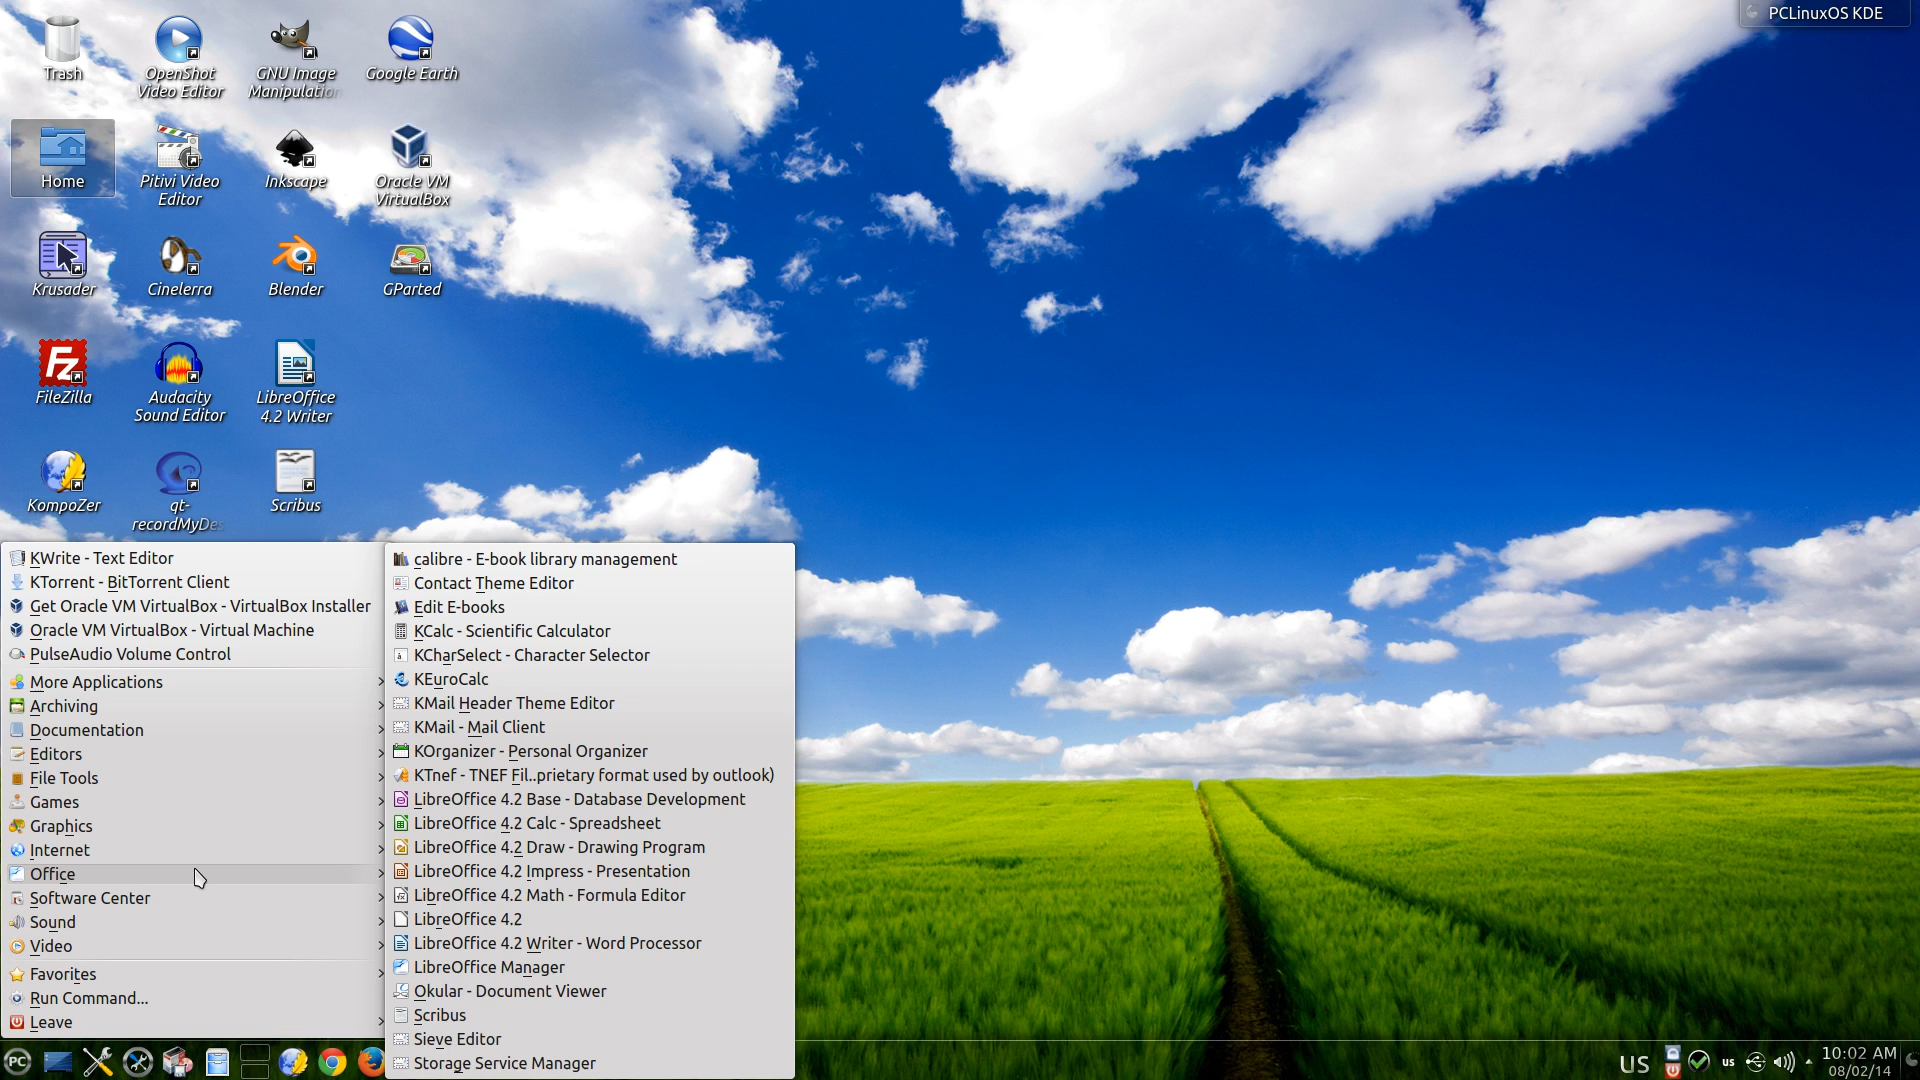 PCLinuxOS KDE
Trash
OpenShot
Video Editor
GNU Image
Manipulation
Google Earth
Home
Pitivi Video
Editor
Inkscape
Oracle VM
VirtualBox
Krusader
Cinelerra
Blender
GParted
FileZilla
Audacity
Sound Editor
LibreOffice
4.2 Writer
KompoZer
qt-
recordMyDes
Scribus
KWrite - Text Editor
KTorrent - BitTorrent Client
Get Oracle VM VirtualBox - VirtualBox Installer
Oracle VM VirtualBox - Virtual Machine
PulseAudio Volume Control
More Applications
Archiving
Documentation
Editors
File Tools
Games
Graphics
Internet
Office
Software Center
Sound
Video
Favorites
Run Command...
Leave
calibre - E-book library management
Contact Theme Editor
Edit E-books
KCalc - Scientific Calculator
KCharSelect - Character Selector
KEuroCalc
KMail Header Theme Editor
KMail - Mail Client
KOrganizer - Personal Organizer
KTnef - TNEF Fil..prietary format used by outlook)
LibreOffice 4.2 Base - Database Development
LibreOffice 4.2 Calc - Spreadsheet
LibreOffice 4.2 Draw - Drawing Program
LibreOffice 4.2 Impress - Presentation
LibreOffice 4.2 Math - Formula Editor
LibreOffice 4.2
LibreOffice 4.2 Writer - Word Processor
LibreOffice Manager
Okular - Document Viewer
Scribus
Sieve Editor
Storage Service Manager
PC
US
us
10:02 AM
08/02/14